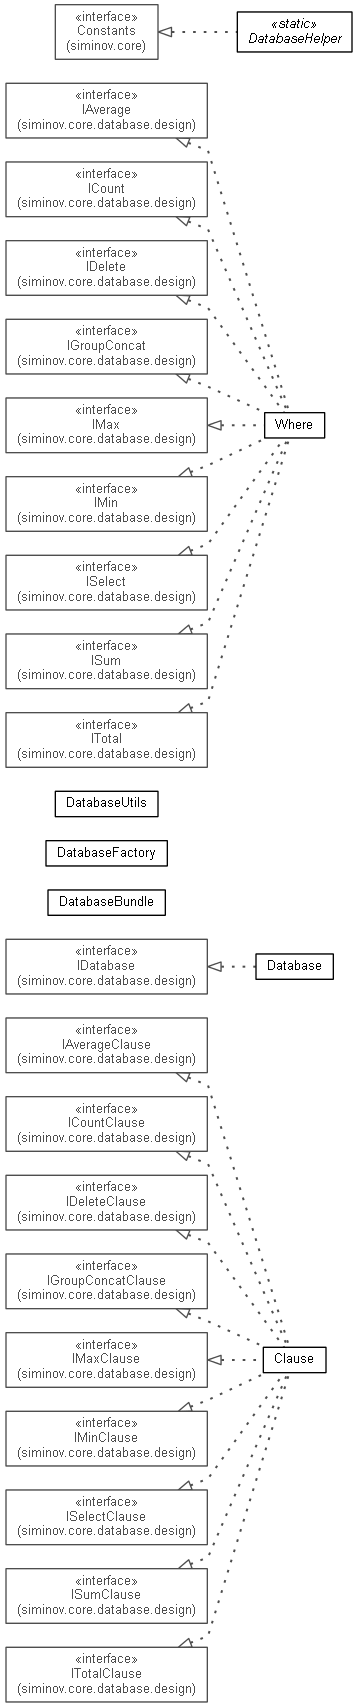 «interface»
Constants
(siminov.core)
«static»
DatabaseHelper
«interface»
IAverage
(siminov.core.database.design)
«interface»
ICount
(siminov.core.database.design)
«interface»
IDelete
(siminov.core.database.design)
«interface»
IGroupConcat
(siminov.core.database.design)
«interface»
IMax
(siminov.core.database.design)
Where
«interface»
IMin
(siminov.core.database.design)
«interface»
ISelect
(siminov.core.database.design)
«interface»
ISum
(siminov.core.database.design)
«interface»
ITotal
(siminov.core.database.design)
DatabaseUtils
DatabaseFactory
DatabaseBundle
«interface»
IDatabase
(siminov.core.database.design)
Database
«interface»
IAverageClause
(siminov.core.database.design)
«interface»
ICountClause
(siminov.core.database.design)
«interface»
IDeleteClause
(siminov.core.database.design)
«interface»
IGroupConcatClause
(siminov.core.database.design)
«interface»
IMaxClause
(siminov.core.database.design)
Clause
«interface»
IMinClause
(siminov.core.database.design)
«interface»
ISelectClause
(siminov.core.database.design)
«interface»
ISumClause
(siminov.core.database.design)
«interface»
ITotalClause
(siminov.core.database.design)